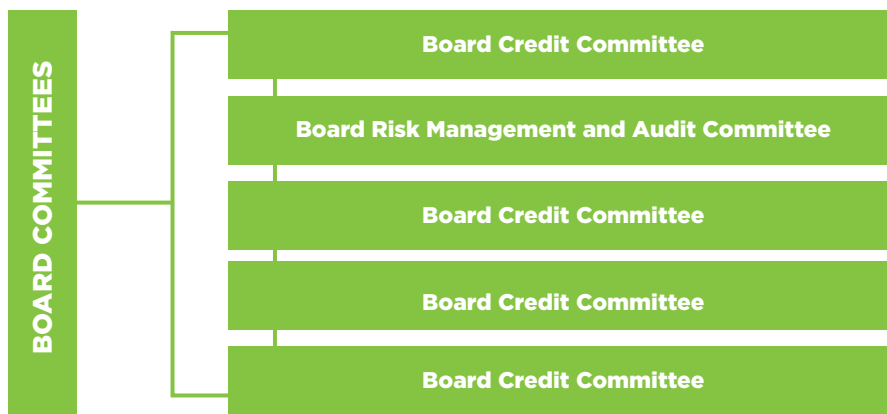 BOARD COMMITTEES
Board Credit Committee
Board Risk Management and Audit Committee
Board Credit Committee
Board Credit Committee
Board Credit Committee